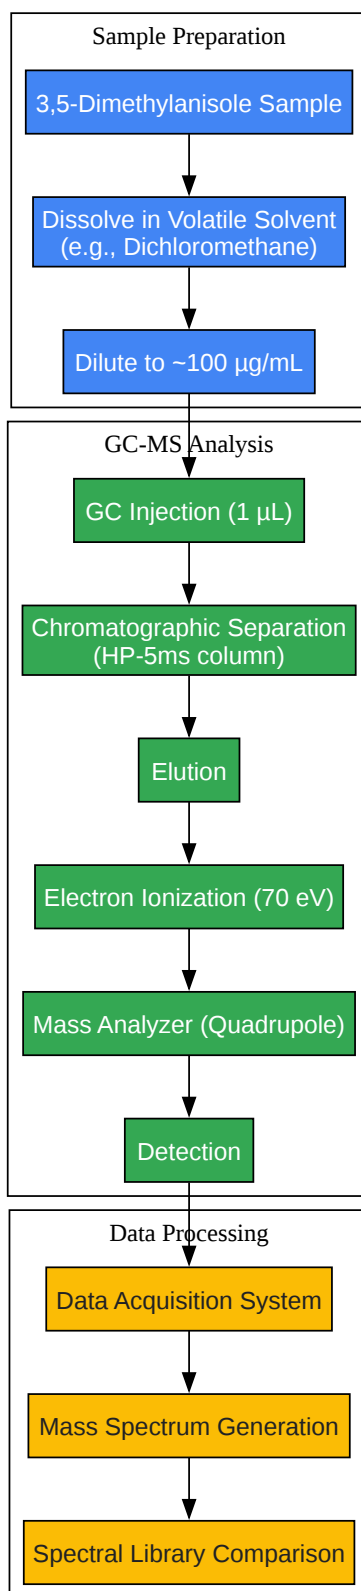 Sample Preparation
3,5-Dimethylanisole Sample
Dissolve in Volatile Solvent
(e.g., Dichloromethane)
Dilute to ~100 µg/mL
GC-MS Analysis
GC Injection (1 µL)
Chromatographic Separation
(HP-5ms column)
Elution
Electron Ionization (70 eV)
Mass Analyzer (Quadrupole)
Detection
Data Processing
Data Acquisition System
Mass Spectrum Generation
Spectral Library Comparison